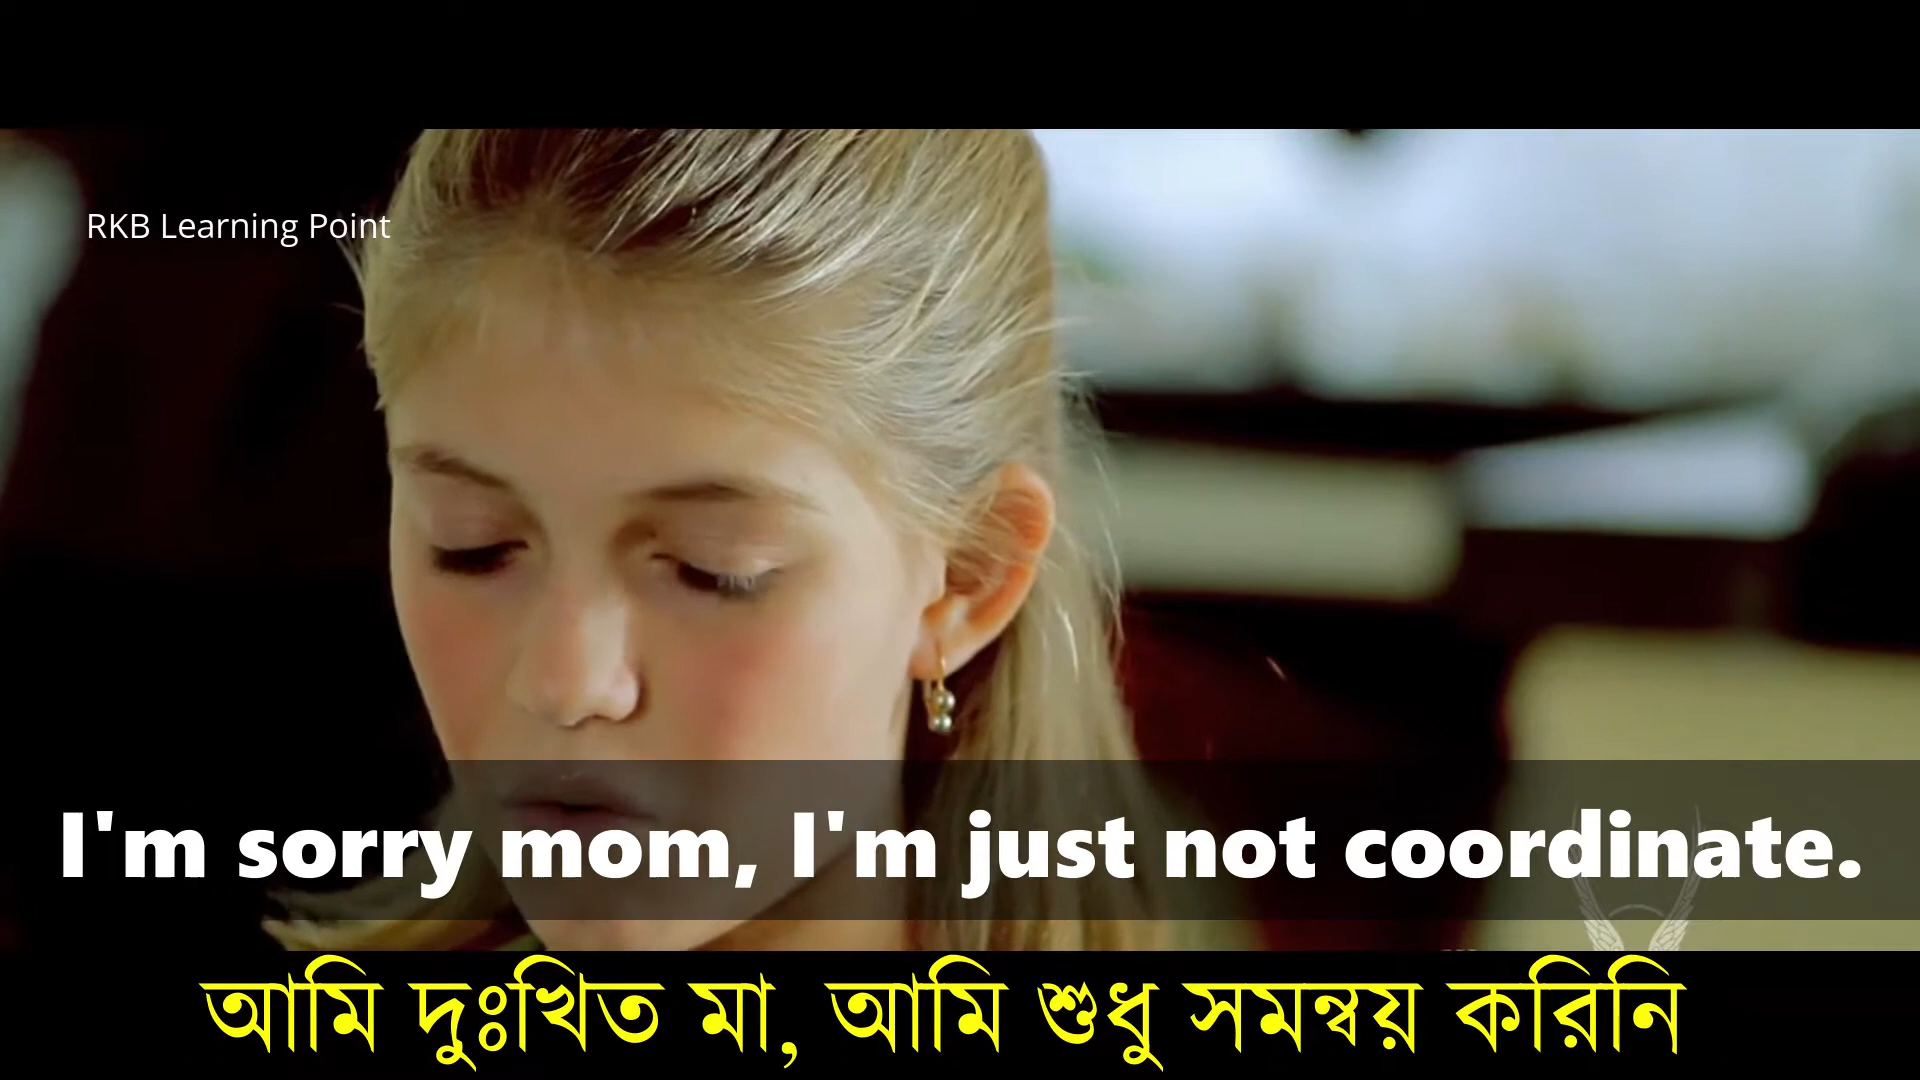 RKB Learning Point
I'm sorry mom, I'm just not coordinate.
আমি দুঃখিত মা, আমি শুধু সমন্বয় করিনি